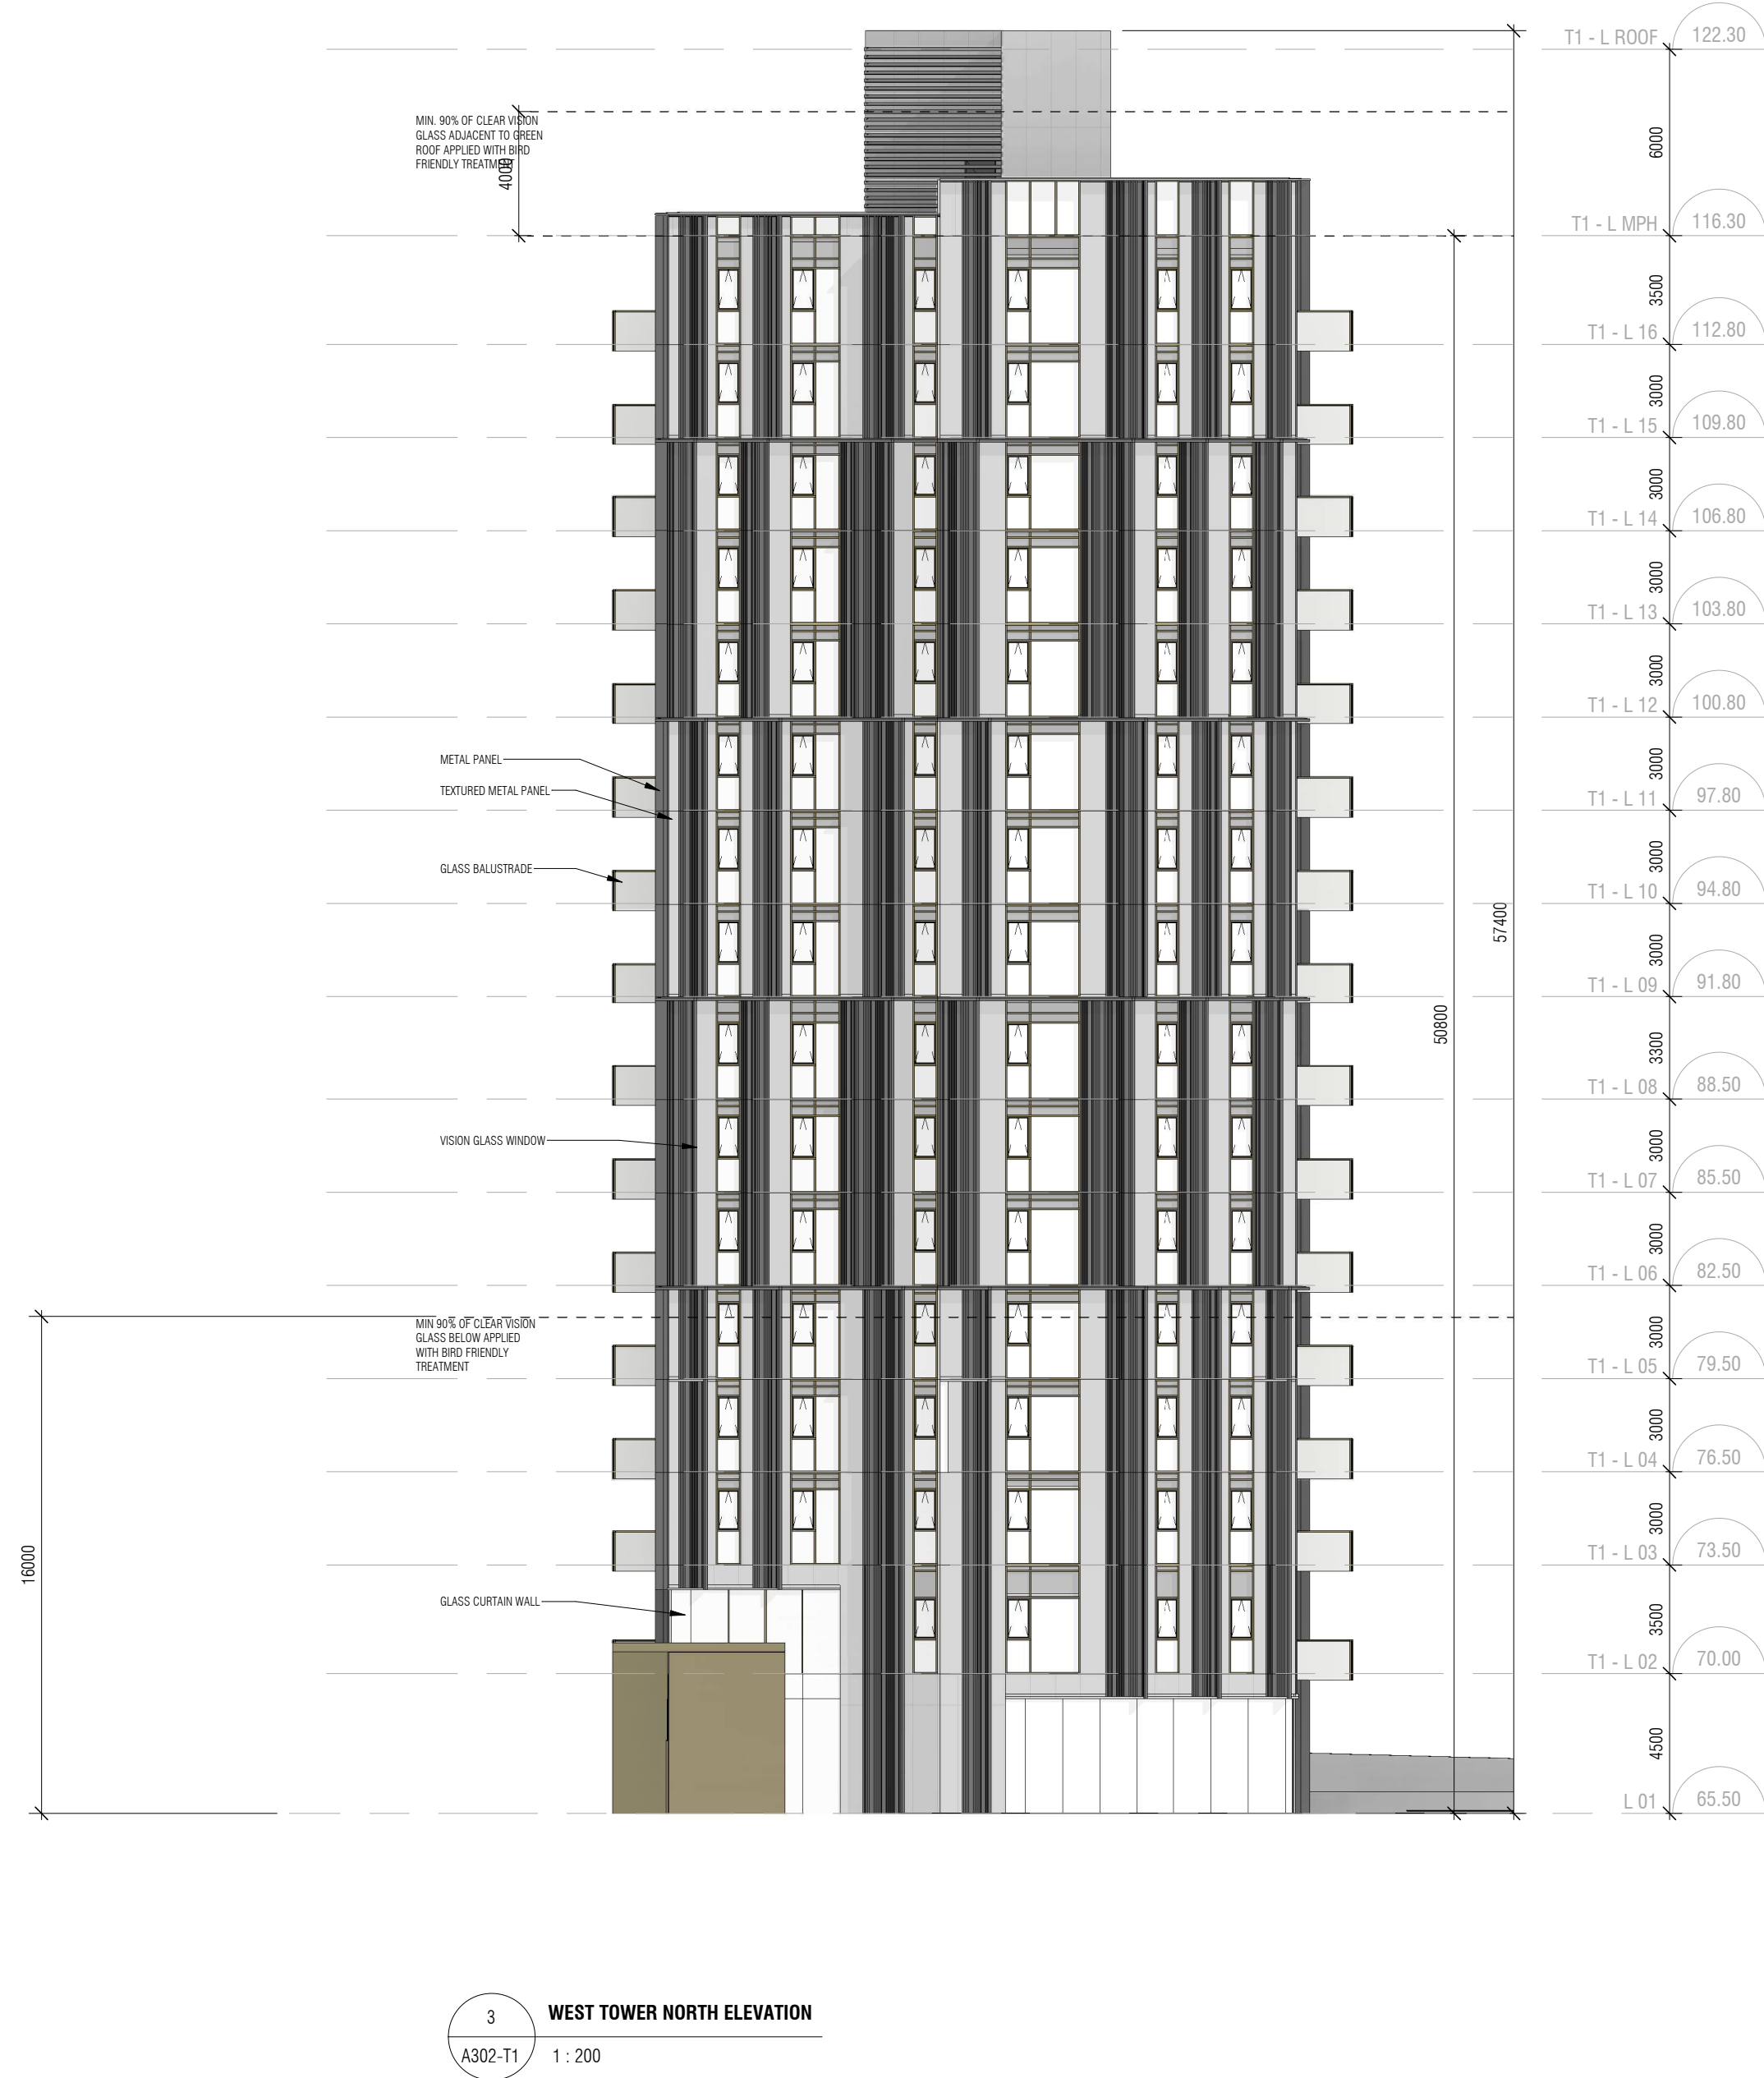 T1 - L ROOF 122.30
MIN. 90% OF CLEAR VISION
GLASS ADJACENT TO GREEN
ROOF APPLIED WITH BIRD
FRIENDLY TREATMENT
4000
6000
T1 - L MPH 116.30
3500
T1 - L 16 112.80
3000
T1 - L 15 109.80
3000
T1 - L 14 106.80
3000
T1 - L 13 103.80
3000
T1 - L 12 100.80
METAL PANEL
3000
TEXTURED METAL PANEL
T1 - L 11 97.80
3000
GLASS BALUSTRADE
T1 - L 10 94.80
57400
3000
T1 - L 09 91.80
50800
3300
T1 - L 08 88.50
VISION GLASS WINDOW
3000
T1 - L 07 85.50
3000
T1 - L 06 82.50
MIN 90% OF CLEAR VISION
GLASS BELOW APPLIED
WITH BIRD FRIENDLY
TREATMENT
3000
T1 - L 05 79.50
3000
T1 - L 04 76.50
3000
T1 - L 03 73.50
16000
GLASS CURTAIN WALL
3500
T1 - L 02 70.00
4500
L 01 65.50
3
WEST TOWER NORTH ELEVATION
A302-T1
1 : 200